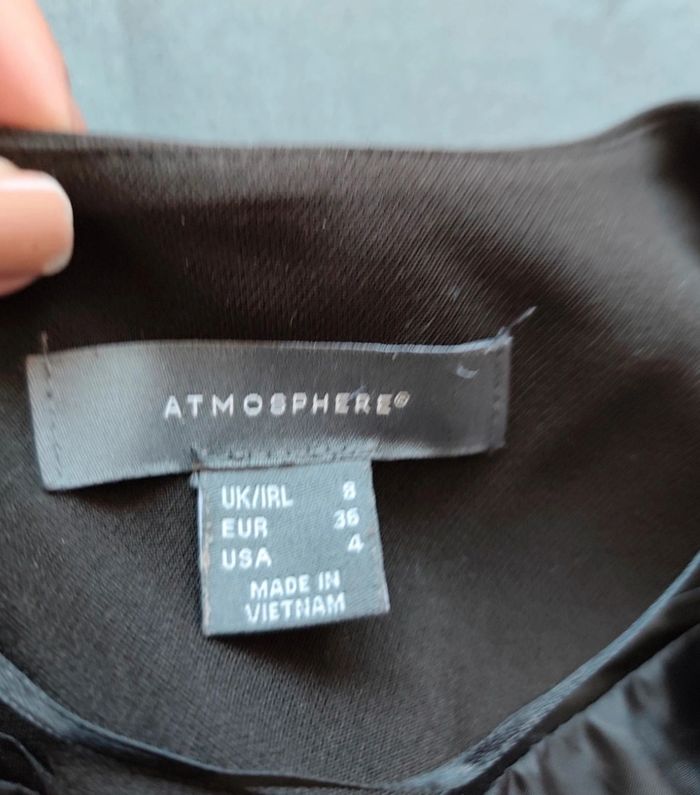 ATMOSPHERE®
UK/IRL 8
EUR 36
USA 4
MADE IN
VIETNAM